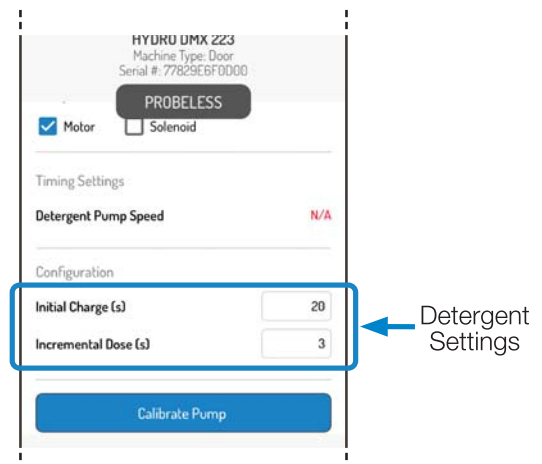 HYDRO DMX 223
Machine Type: Door
Serial #: 77829E6F0D00
PROBELESS
Motor Solenoid
Timing Settings
Detergent Pump Speed N/A
Configuration
Initial Charge (s) 20
Incremental Dose (s) 3
Detergent
Settings
Calibrate Pump